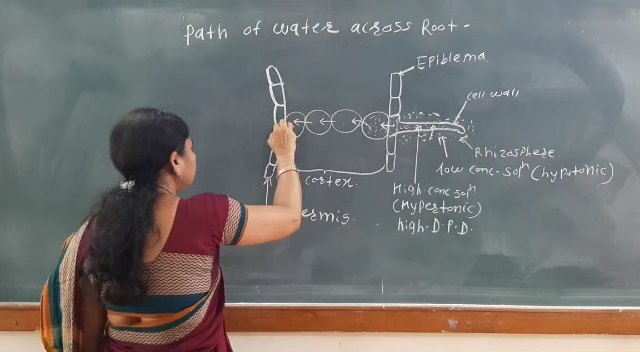 Path of water across Root-
Epiblema
cell wall
Rhizosphere
low conc. solⁿ (hypotonic)
cortex
High conc solⁿ
(Hypertonic)
high. D.P.D.
ermis